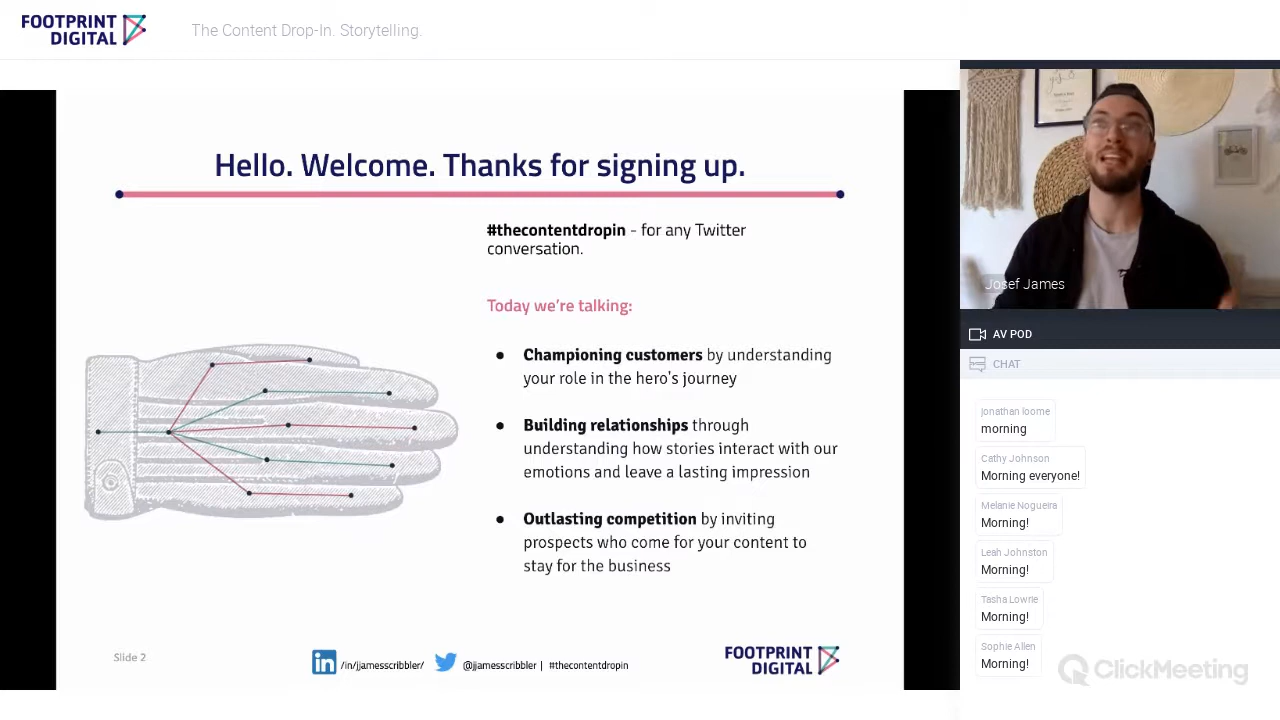 FOOTPRINT
DIGITAL
The Content Drop-In. Storytelling.
Hello. Welcome. Thanks for signing up.
#thecontentdropin - for any Twitter
conversation.
Today we're talking:
● Championing customers by understanding
your role in the hero's journey
● Building relationships through
understanding how stories interact with our
emotions and leave a lasting impression
● Outlasting competition by inviting
prospects who come for your content to
stay for the business
Slide 2
in /in/jjamesscribbler/ @jjamesscribbler | #thecontentdropin
FOOTPRINT
DIGITAL
Josef James
AV POD
CHAT
jonathan loome
morning
Cathy Johnson
Morning everyone!
Melanie Nogueira
Morning!
Leah Johnston
Morning!
Tasha Lowrie
Morning!
Sophie Allen
Morning!
ClickMeeting